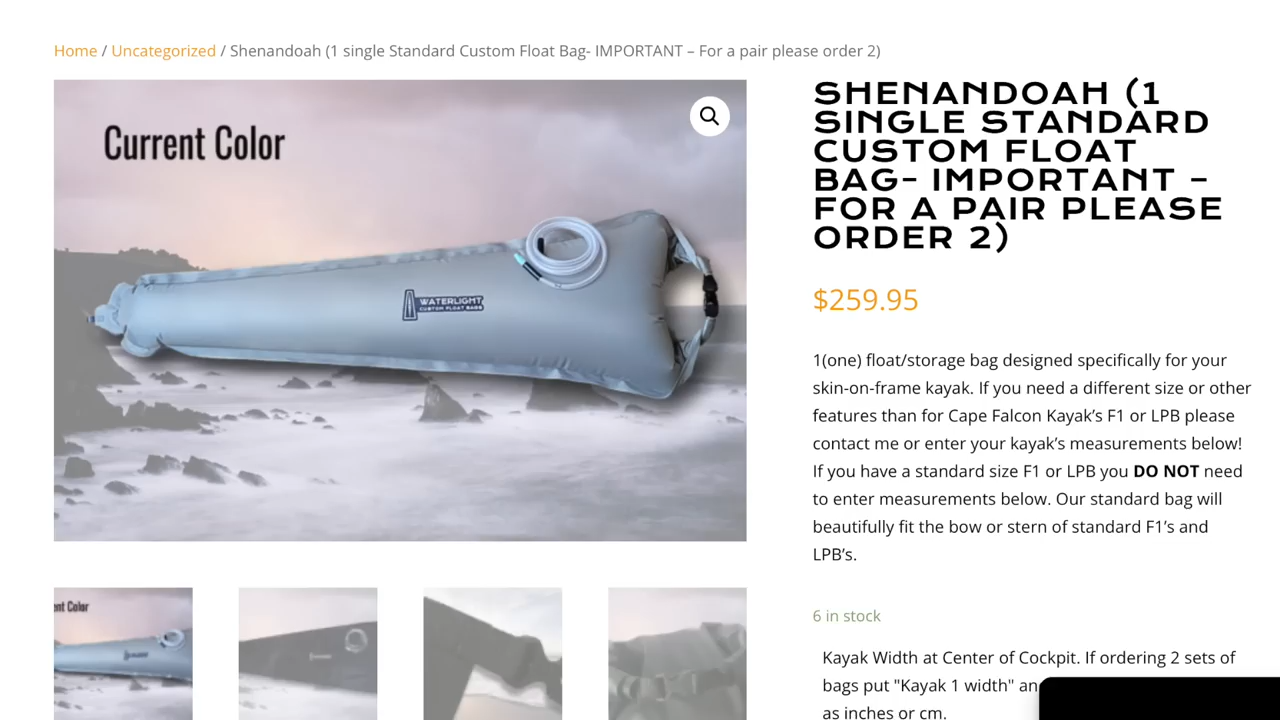 Home / Uncategorized / Shenandoah (1 single Standard Custom Float Bag- IMPORTANT – For a pair please order 2)
Current Color
WATERLIGHT
CUSTOM FLOAT BAGS
SHENANDOAH (1
SINGLE STANDARD
CUSTOM FLOAT
BAG- IMPORTANT –
FOR A PAIR PLEASE
ORDER 2)
$259.95
1(one) float/storage bag designed specifically for your
skin-on-frame kayak. If you need a different size or other
features than for Cape Falcon Kayak’s F1 or LPB please
contact me or enter your kayak’s measurements below!
If you have a standard size F1 or LPB you DO NOT need
to enter measurements below. Our standard bag will
beautifully fit the bow or stern of standard F1’s and
LPB’s.
6 in stock
Kayak Width at Center of Cockpit. If ordering 2 sets of
bags put "Kayak 1 width" an
as inches or cm.
nt Color